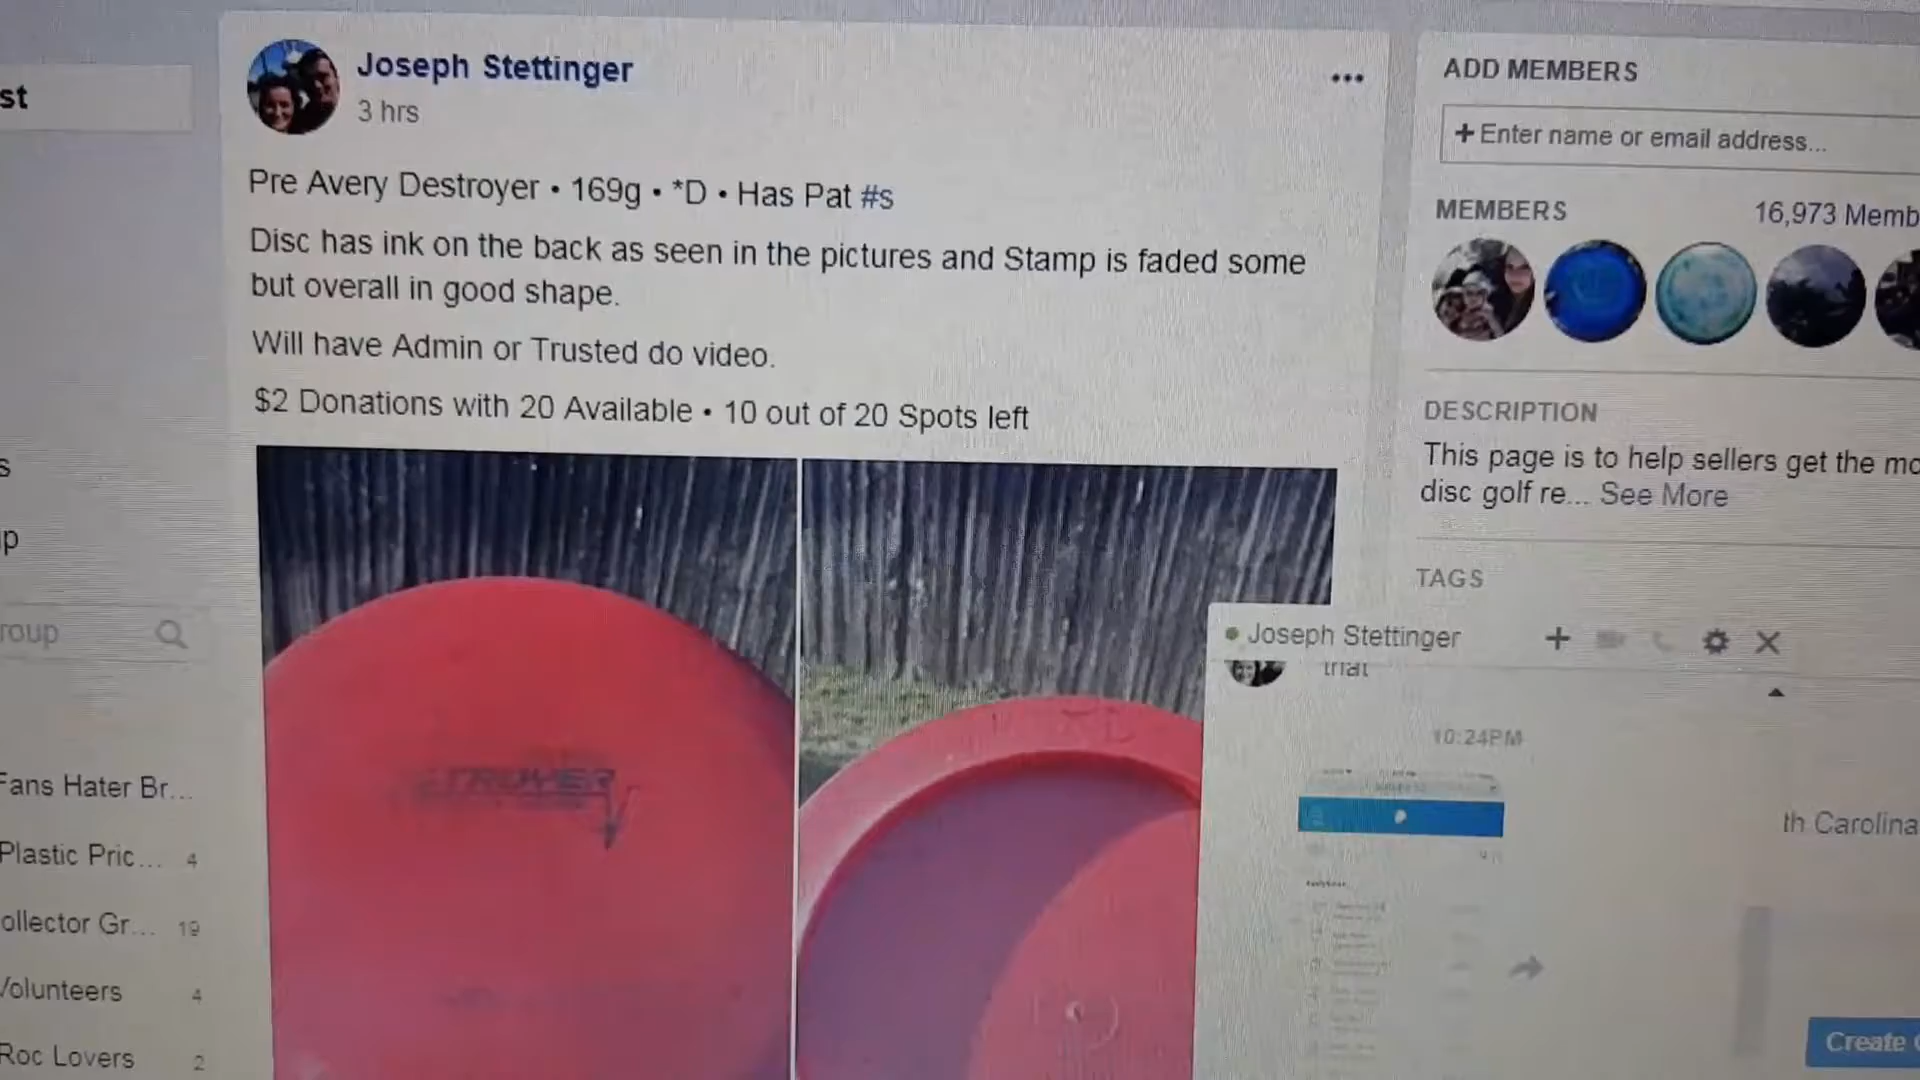 st
Joseph Stettinger
3 hrs
Pre Avery Destroyer • 169g • *D • Has Pat #s
Disc has ink on the back as seen in the pictures and Stamp is faded some
but overall in good shape.
Will have Admin or Trusted do video.
$2 Donations with 20 Available • 10 out of 20 Spots left
TROYER
s
p
roup
Fans Hater Br...
Plastic Pric... 4
ollector Gr... 19
Volunteers 4
Roc Lovers 2
ADD MEMBERS
+ Enter name or email address...
MEMBERS 16,973 Memb
DESCRIPTION
This page is to help sellers get the mo
disc golf re... See More
TAGS
Joseph Stettinger
that
10:24PM
th Carolina
Create